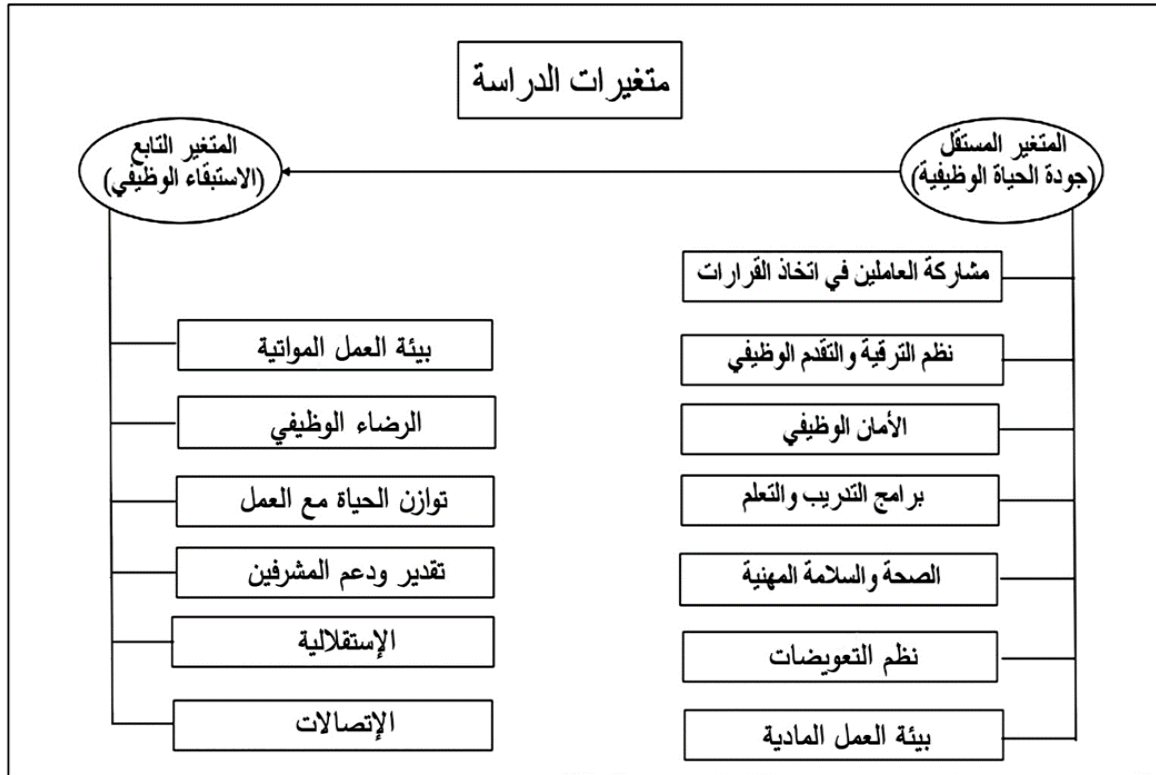 متغيرات الدراسة
المتغير المستقل
(جودة الحياة الوظيفية)
مشاركة العاملين في اتخاذ القرارات
نظم الترقية والتقدم الوظيفي
الأمان الوظيفي
برامج التدريب والتعلم
الصحة والسلامة المهنية
نظم التعويضات
بيئة العمل المادية
المتغير التابع
(الاستبقاء الوظيفي)
بيئة العمل المواتية
الرضاء الوظيفي
توازن الحياة مع العمل
تقدير ودعم المشرفين
الإستقلالية
الإتصالات